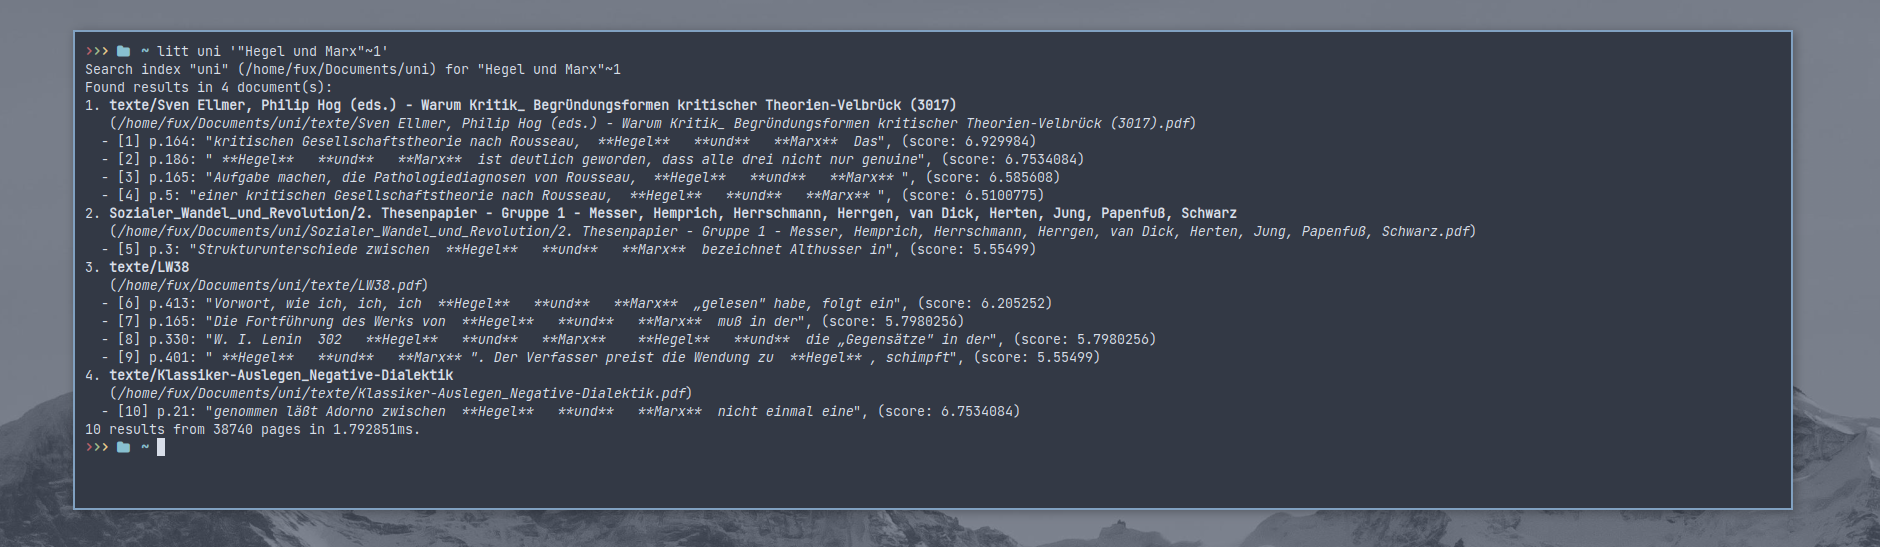 ››› ~ litt uni '"Hegel und Marx"~1'
Search index "uni" (/home/fux/Documents/uni) for "Hegel und Marx"~1
Found results in 4 document(s):
1. texte/Sven Ellmer, Philip Hog (eds.) - Warum Kritik_ Begründungsformen kritischer Theorien-Velbrück (3017)
(/home/fux/Documents/uni/texte/Sven Ellmer, Philip Hog (eds.) - Warum Kritik_ Begründungsformen kritischer Theorien-Velbrück (3017).pdf)
- [1] p.164: "kritischen Gesellschaftstheorie nach Rousseau,  **Hegel**   **und**   **Marx**  Das", (score: 6.929984)
- [2] p.186: " **Hegel**   **und**   **Marx**  ist deutlich geworden, dass alle drei nicht nur genuine", (score: 6.7534084)
- [3] p.165: "Aufgabe machen, die Pathologiediagnosen von Rousseau,  **Hegel**   **und**   **Marx** ", (score: 6.585608)
- [4] p.5: "einer kritischen Gesellschaftstheorie nach Rousseau,  **Hegel**   **und**   **Marx** ", (score: 6.5100775)
2. Sozialer_Wandel_und_Revolution/2. Thesenpapier - Gruppe 1 - Messer, Hemprich, Herrschmann, Herrgen, van Dick, Herten, Jung, Papenfuß, Schwarz
(/home/fux/Documents/uni/Sozialer_Wandel_und_Revolution/2. Thesenpapier - Gruppe 1 - Messer, Hemprich, Herrschmann, Herrgen, van Dick, Herten, Jung, Papenfuß, Schwarz.pdf)
- [5] p.3: "Strukturunterschiede zwischen  **Hegel**   **und**   **Marx**  bezeichnet Althusser in", (score: 5.55499)
3. texte/LW38
(/home/fux/Documents/uni/texte/LW38.pdf)
- [6] p.413: "Vorwort, wie ich, ich, ich  **Hegel**   **und**   **Marx**  „gelesen" habe, folgt ein", (score: 6.205252)
- [7] p.165: "Die Fortführung des Werks von  **Hegel**   **und**   **Marx**  muß in der", (score: 5.7980256)
- [8] p.330: "W. I. Lenin  302   **Hegel**   **und**   **Marx**    **Hegel**   **und**  die „Gegensätze" in der", (score: 5.7980256)
- [9] p.401: " **Hegel**   **und**   **Marx** ". Der Verfasser preist die Wendung zu  **Hegel** , schimpft", (score: 5.55499)
4. texte/Klassiker-Auslegen_Negative-Dialektik
(/home/fux/Documents/uni/texte/Klassiker-Auslegen_Negative-Dialektik.pdf)
- [10] p.21: "genommen läßt Adorno zwischen  **Hegel**   **und**   **Marx**  nicht einmal eine", (score: 6.7534084)
10 results from 38740 pages in 1.792851ms.
››› ~